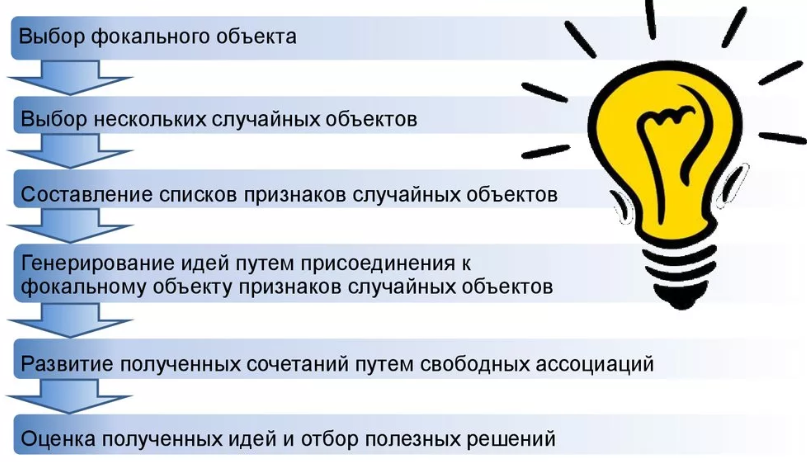 Выбор фокального объекта
Выбор нескольких случайных объектов
Составление списков признаков случайных объектов
Генерирование идей путем присоединения к
фокальному объекту признаков случайных объектов
Развитие полученных сочетаний путем свободных ассоциаций
Оценка полученных идей и отбор полезных решений